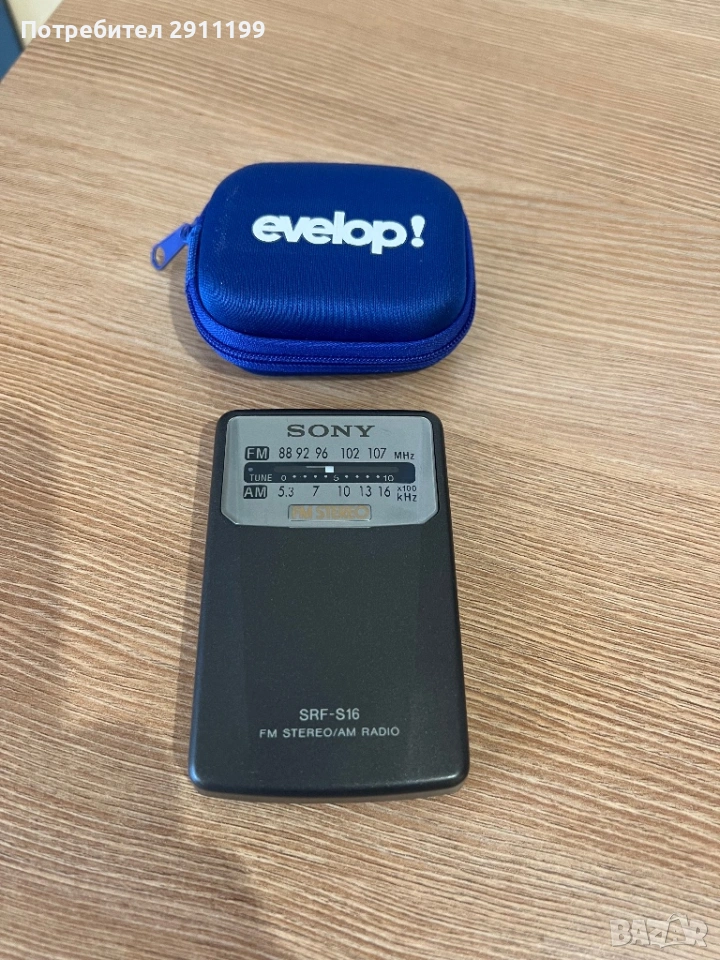 Потребител 2911199
evelop!
SONY
FM 88 92 96 102 107 MHz
TUNE 0 5 10
AM 5.3 7 10 13 16 x100 kHz
FM STEREO
SRF-S16
FM STEREO/AM RADIO
BAZAR